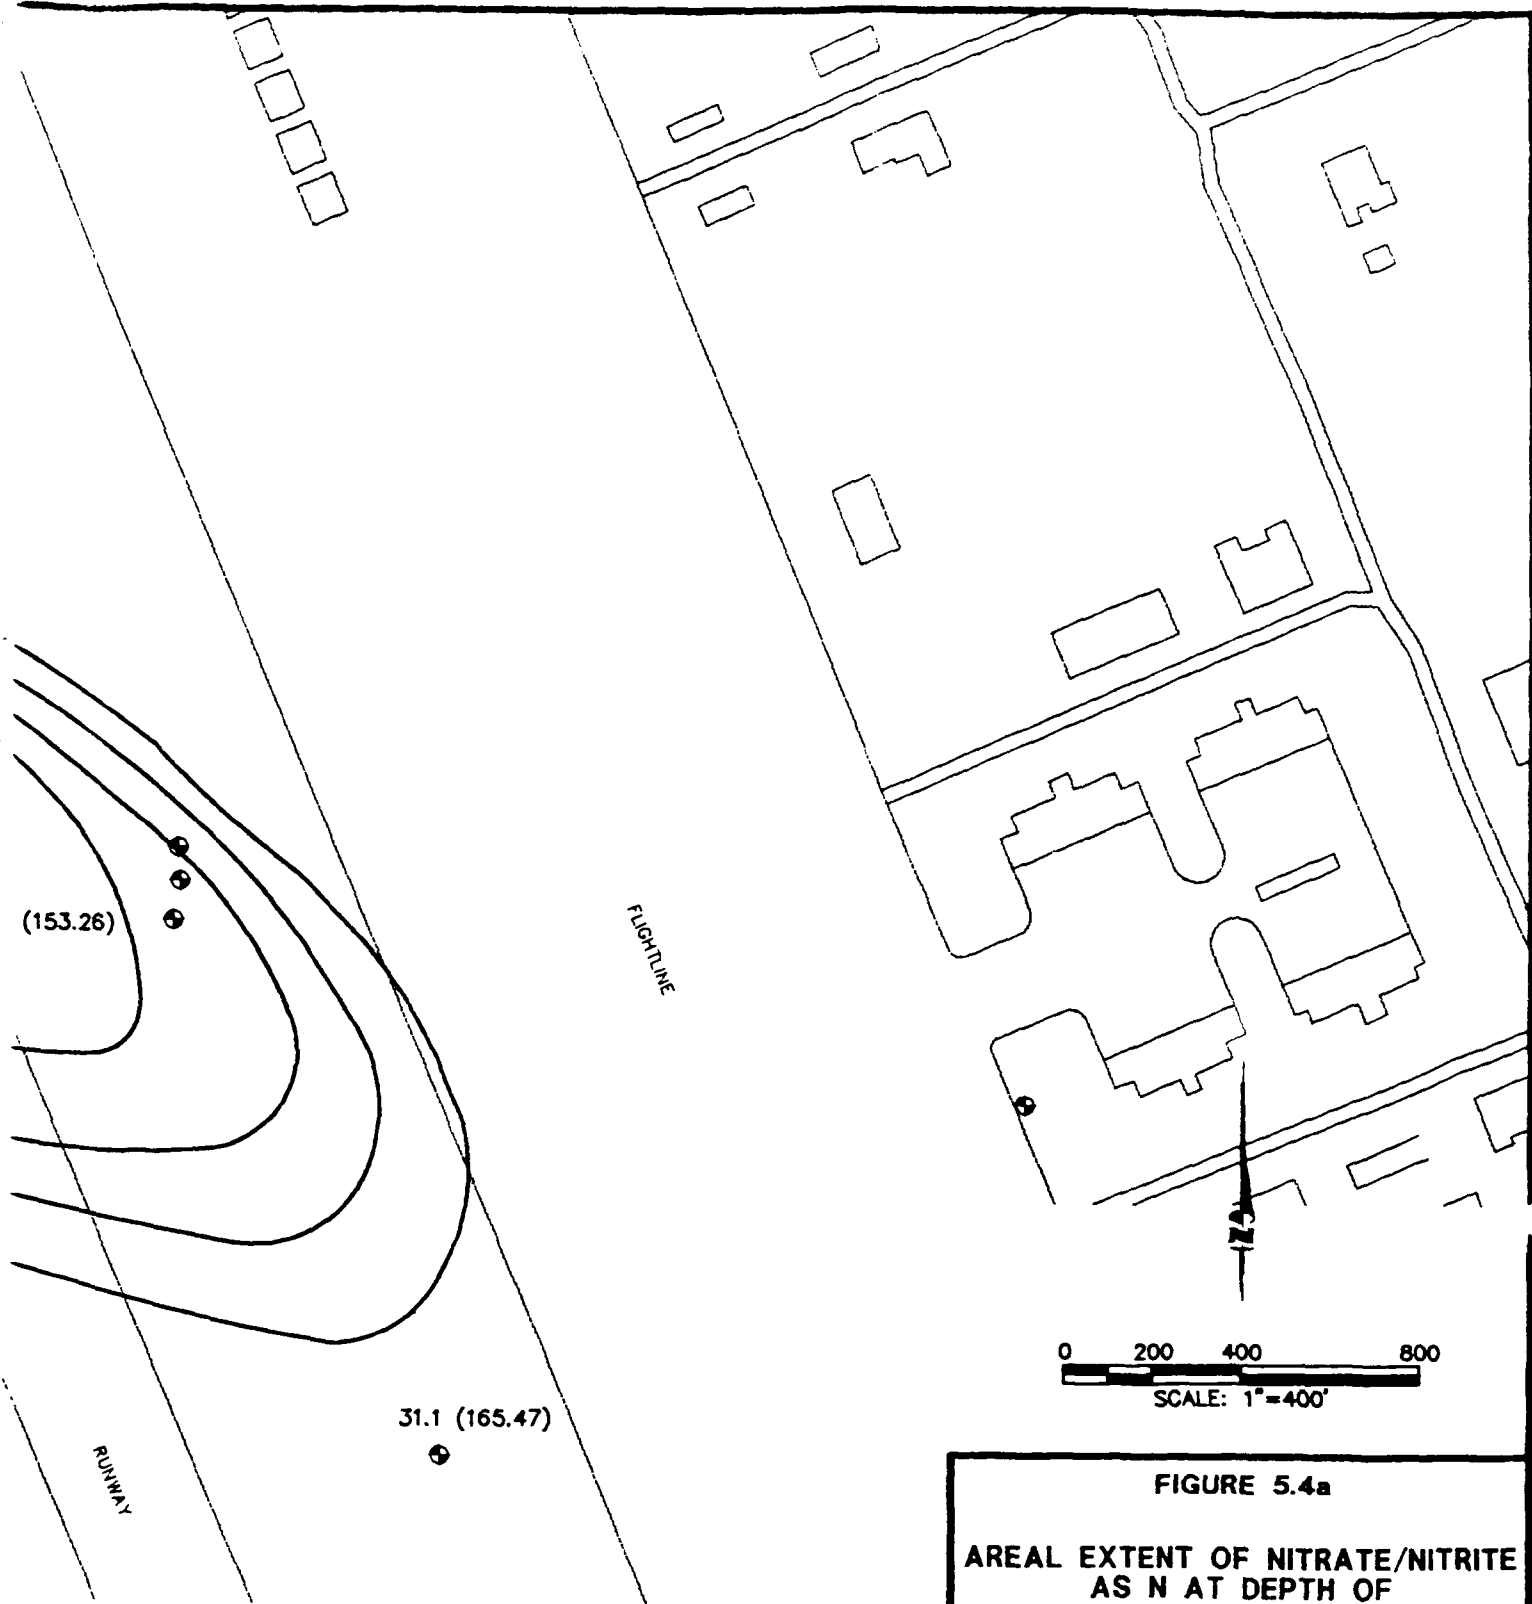 (153.26)
FLIGHTLINE
N
0 200 400 800
SCALE: 1"=400'
31.1 (165.47)
RUNWAY
FIGURE 5.4a
AREAL EXTENT OF NITRATE/NITRITE
AS N AT DEPTH OF